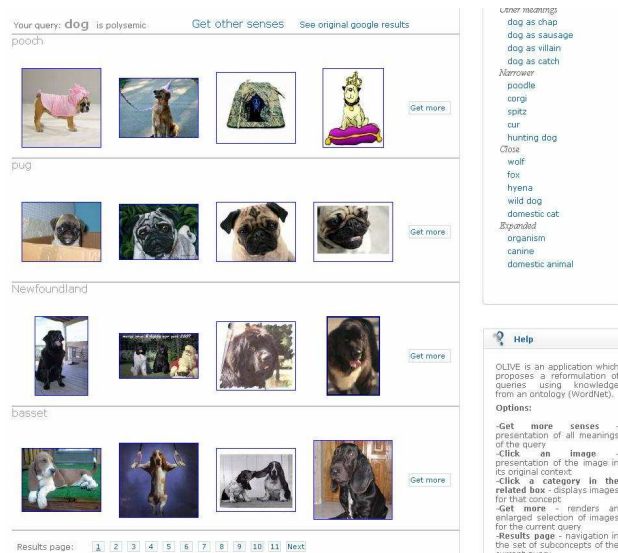 Your query: dog is polysemic Get other senses See original google results
pooch
Get more
pug
Get more
Newfoundland
Get more
basset
Get more
Results page: 1 2 3 4 5 6 7 8 9 10 11 Next
Other meanings
dog as chap
dog as sausage
dog as villain
dog as catch
Narrower
poodle
corgi
spitz
cur
hunting dog
Close
wolf
fox
hyena
wild dog
domestic cat
Expanded
organism
canine
domestic animal
Help
OLIVE is an application which
proposes a reformulation of
queries using knowledge
from an ontology (WordNet).
Options:
-Get more senses -
presentation of all meanings
of the query
-Click an image -
presentation of the image in
its original context
-Click a category in the
related box - displays images
for that concept
-Get more - renders an
enlarged selection of images
for the current query
-Results page - navigation in
the set of subconcepts of the